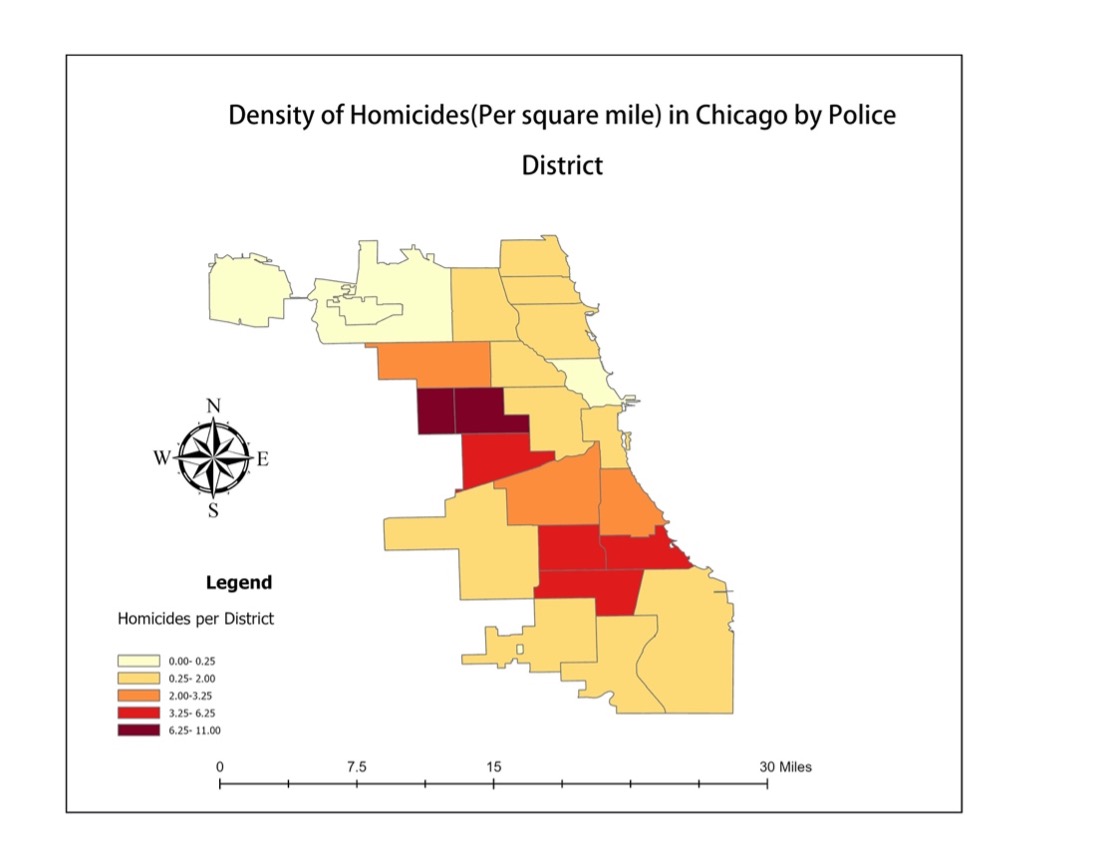 Density of Homicides(Per square mile) in Chicago by Police
District
N
W E
S
Legend
Homicides per District
0.00- 0.25
0.25- 2.00
2.00-3.25
3.25- 6.25
6.25- 11.00
0 7.5 15 30 Miles